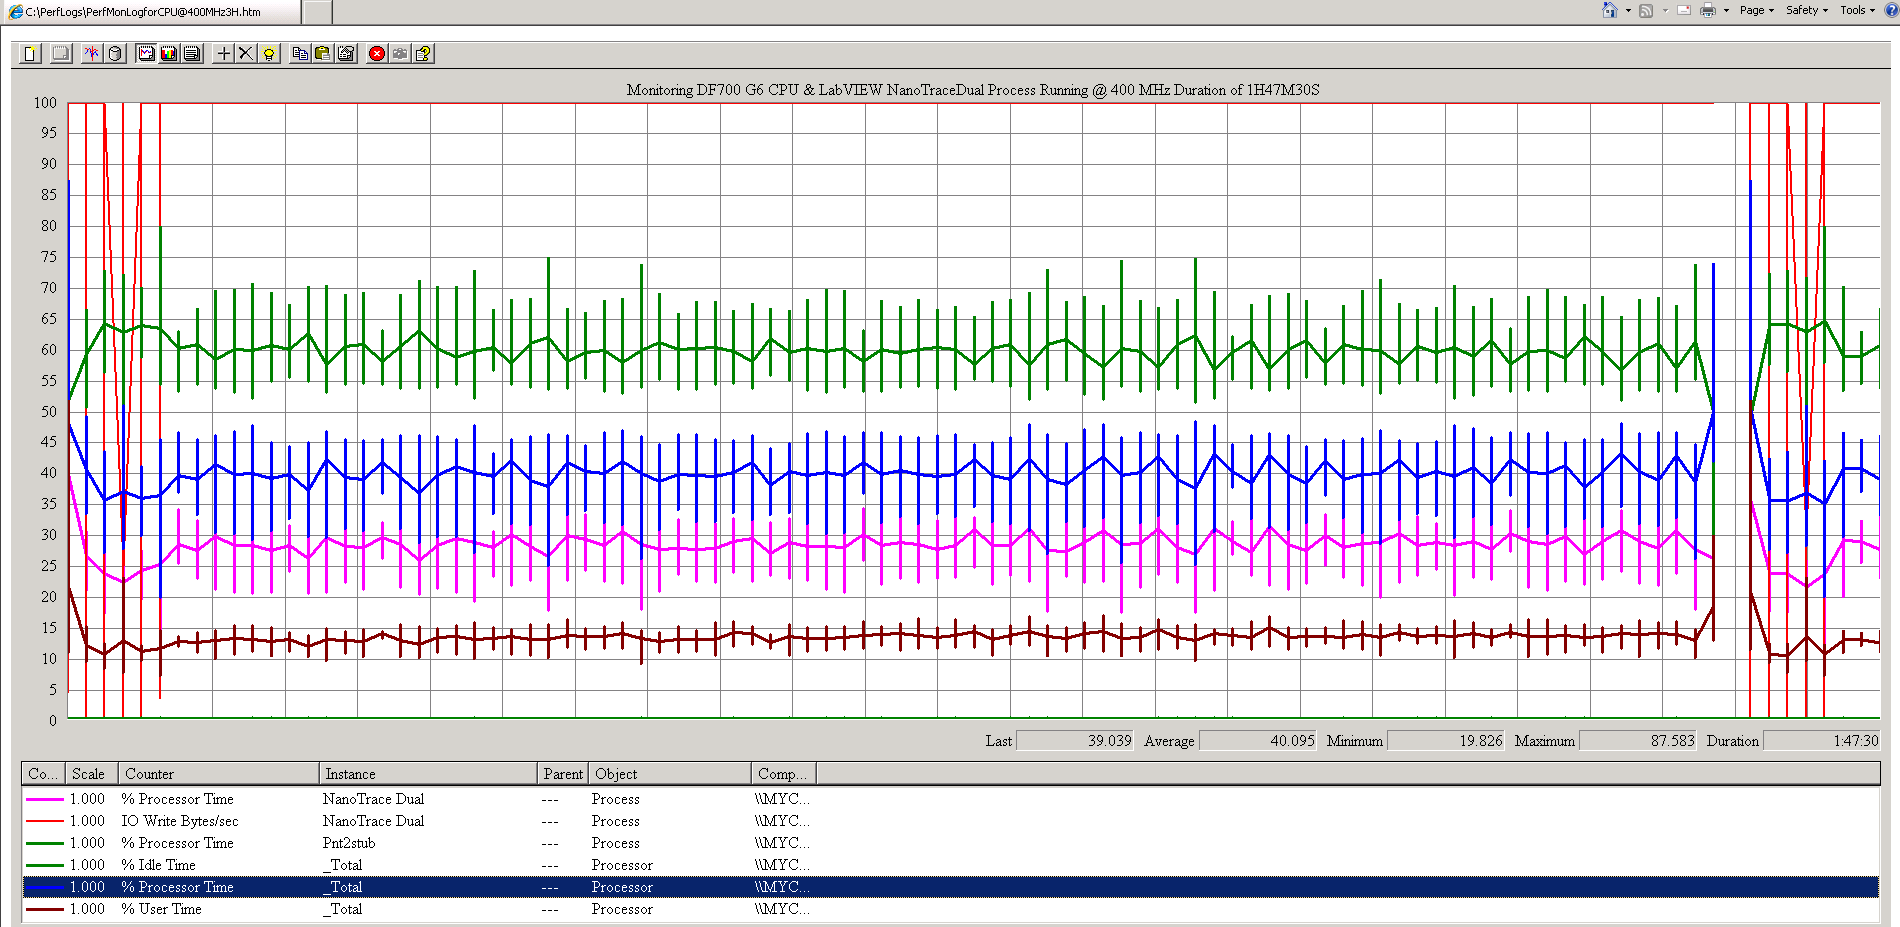 C:\PerfLogs\PerfMonLogforCPU@400MHz3H.htm
Page Safety Tools
Monitoring DF700 G6 CPU & LabVIEW NanoTraceDual Process Running @ 400 MHz Duration of 1H47M30S
100
95
90
85
80
75
70
65
60
55
50
45
40
35
30
25
20
15
10
5
0
Last 39.039 Average 40.095 Minimum 19.826 Maximum 87.583 Duration 1:47:30
Co... Scale Counter Instance Parent Object Comp...
1.000 % Processor Time NanoTrace Dual --- Process \\MYC...
1.000 IO Write Bytes/sec NanoTrace Dual --- Process \\MYC...
1.000 % Processor Time Pnt2stub --- Process \\MYC...
1.000 % Idle Time _Total --- Processor \\MYC...
1.000 % Processor Time _Total --- Processor \\MYC...
1.000 % User Time _Total --- Processor \\MYC...